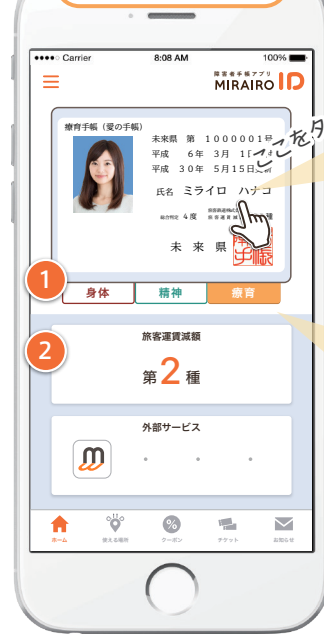 ●●●●○ Carrier 8:08 AM 100%
障害者手帳アプリ
MIRAIRO ID
療育手帳（愛の手帳）
未来県 第 1000001号
平成 6年 3月 1
平成 30年 5月15日
ここをタ
氏名 ミライロ ハナコ
総合判定 4度
未来県
1
身体 精神 療育
2
旅客運賃減額
第2種
外部サービス
m
ホーム 使える場所 クーポン チケット お知らせ